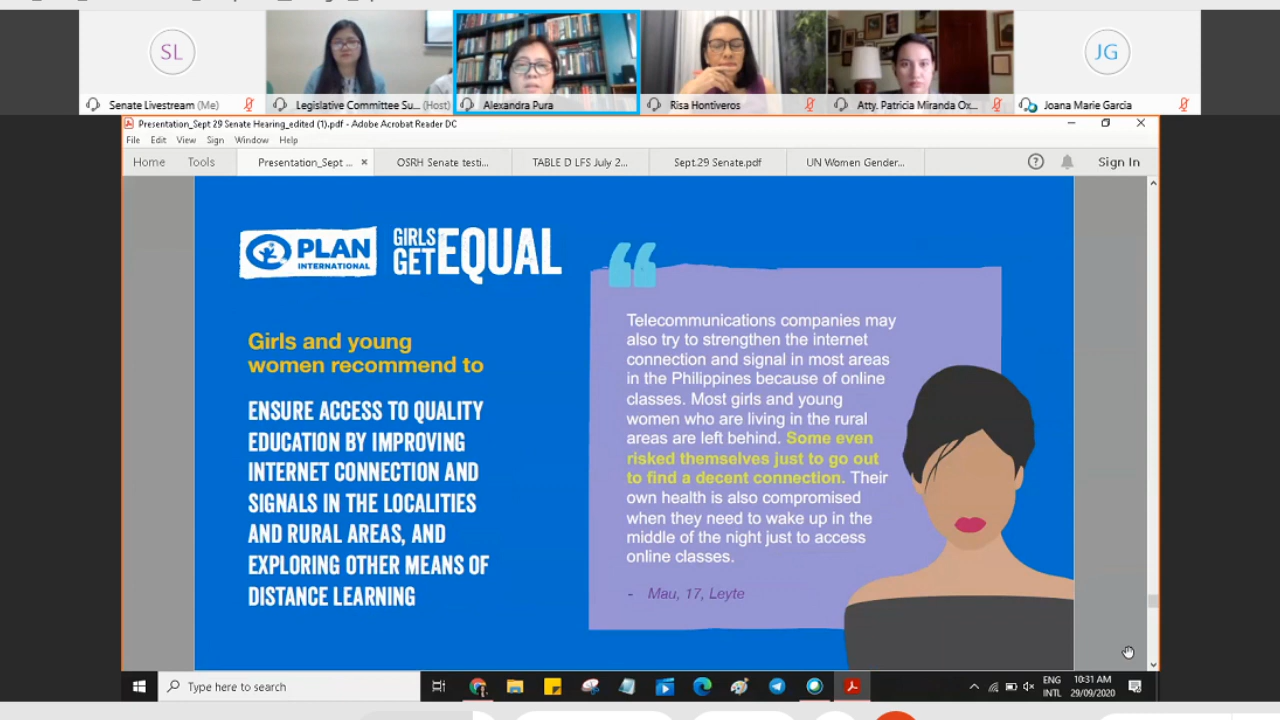 SL
JG
Senate Livestream (Me)
Legislative Committee Su... (Host)
Alexandra Pura
Risa Hontiveros
Atty. Patricia Miranda Ox...
Joana Marie Garcia
Presentation_Sept 29 Senate Hearing_edited (1).pdf - Adobe Acrobat Reader DC
File Edit View Sign Window Help
Home Tools Presentation_Sept ... × OSRH Senate testi... TABLE D LFS July 2... Sept.29 Senate.pdf UN Women Gender... Sign In
PLAN
INTERNATIONAL
GIRLS
GET EQUAL
Girls and young
women recommend to
ENSURE ACCESS TO QUALITY
EDUCATION BY IMPROVING
INTERNET CONNECTION AND
SIGNALS IN THE LOCALITIES
AND RURAL AREAS, AND
EXPLORING OTHER MEANS OF
DISTANCE LEARNING
Telecommunications companies may
also try to strengthen the internet
connection and signal in most areas
in the Philippines because of online
classes. Most girls and young
women who are living in the rural
areas are left behind. Some even
risked themselves just to go out
to find a decent connection. Their
own health is also compromised
when they need to wake up in the
middle of the night just to access
online classes.
- Mau, 17, Leyte
Type here to search
ENG
INTL
10:31 AM
29/09/2020